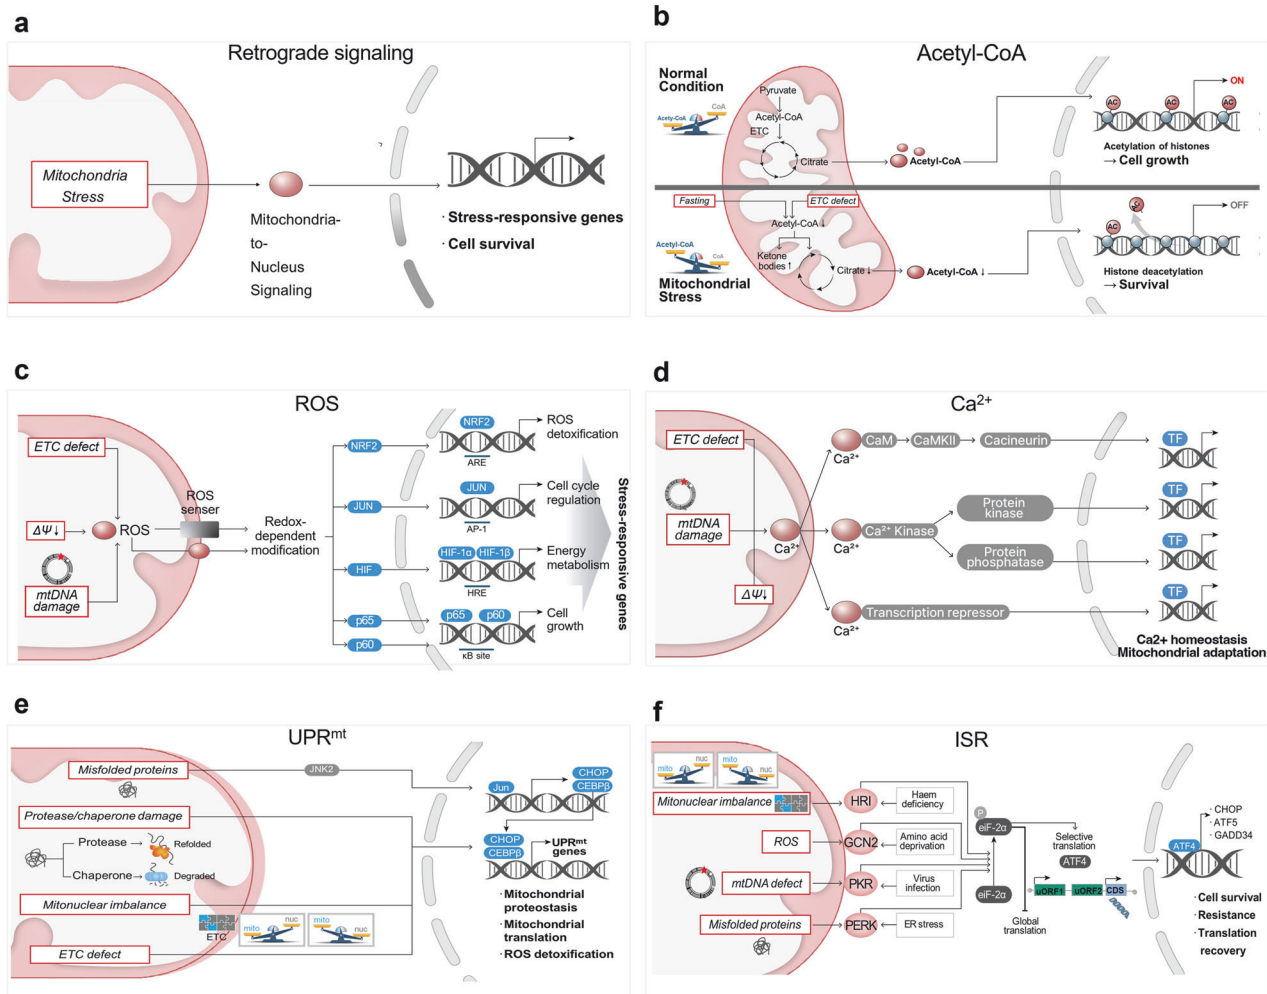 a
Retrograde signaling
Mitochondria
Stress
Mitochondria-
to-
Nucleus
Signaling
· Stress-responsive genes
· Cell survival
b
Acetyl-CoA
Normal
Condition
Acety-CoA
CoA
Pyruvate
Acetyl-CoA
ETC
Citrate
Acetyl-CoA
AC
AC
AC
ON
Acetylation of histones
→ Cell growth
Fasting
ETC defect
Acetyl-CoA ↓
Acetyl-CoA
CoA
Ketone
bodies ↑
Citrate ↓
Acetyl-CoA ↓
Mitochondrial
Stress
AC
OFF
Histone deacetylation
→ Survival
c
ROS
ETC defect
ΔΨ↓
ROS
mtDNA
damage
ROS
senser
Redox-
dependent
modification
NRF2
JUN
HIF
p65
p60
NRF2
ARE
ROS
detoxification
JUN
AP-1
Cell cycle
regulation
HIF-1α
HIF-1β
HRE
Energy
metabolism
p65
p60
κB site
Cell
growth
Stress-responsive genes
d
Ca²⁺
ETC defect
mtDNA
damage
ΔΨ↓
Ca²⁺
Ca²⁺
CaM
CaMKII
Cacineurin
TF
Ca²⁺
Ca²⁺ Kinase
Protein
kinase
TF
Protein
phosphatase
TF
Ca²⁺
Transcription repressor
TF
Ca2+ homeostasis
Mitochondrial adaptation
e
UPRᵐᵗ
Misfolded proteins
JNK2
Protease/chaperone damage
Protease
Refolded
Chaperone
Degraded
Mitonuclear imbalance
ETC
mito
nuc
mito
nuc
ETC defect
Jun
CHOP
CEBPβ
CHOP
CEBPβ
UPRᵐᵗ
genes
· Mitochondrial
proteostasis
· Mitochondrial
translation
· ROS detoxification
f
ISR
mito
nuc
mito
nuc
Mitonuclear imbalance
HRI
Haem
deficiency
ROS
GCN2
Amino acid
deprivation
mtDNA defect
PKR
Virus
infection
Misfolded proteins
PERK
ER stress
P
eiF-2α
eiF-2α
Global
translation
Selective
translation
ATF4
uORF1
uORF2
CDS
ATF4
· CHOP
· ATF5
· GADD34
· Cell survival
· Resistance
· Translation
recovery